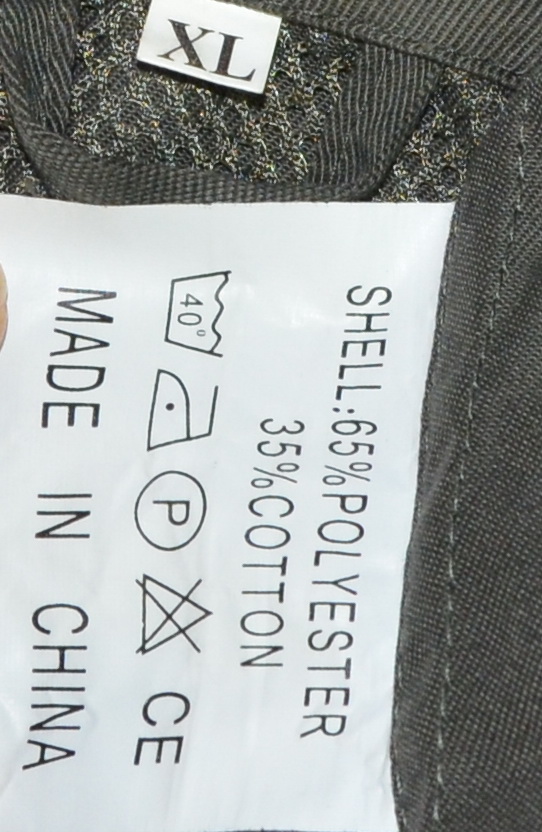 XL
SHELL:65%POLYESTER
35%COTTON
40° P CE
MADE IN CHINA